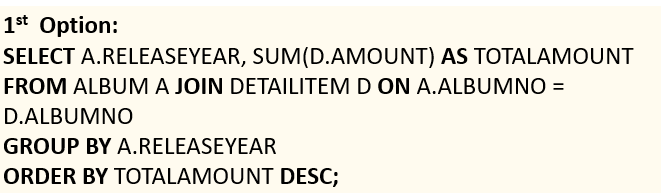 1st Option:
SELECT A.RELEASEYEAR, SUM(D.AMOUNT) AS TOTALAMOUNT
FROM ALBUM A JOIN DETAILITEM D ON A.ALBUMNO =
D.ALBUMNO
GROUP BY A.RELEASEYEAR
ORDER BY TOTALAMOUNT DESC;